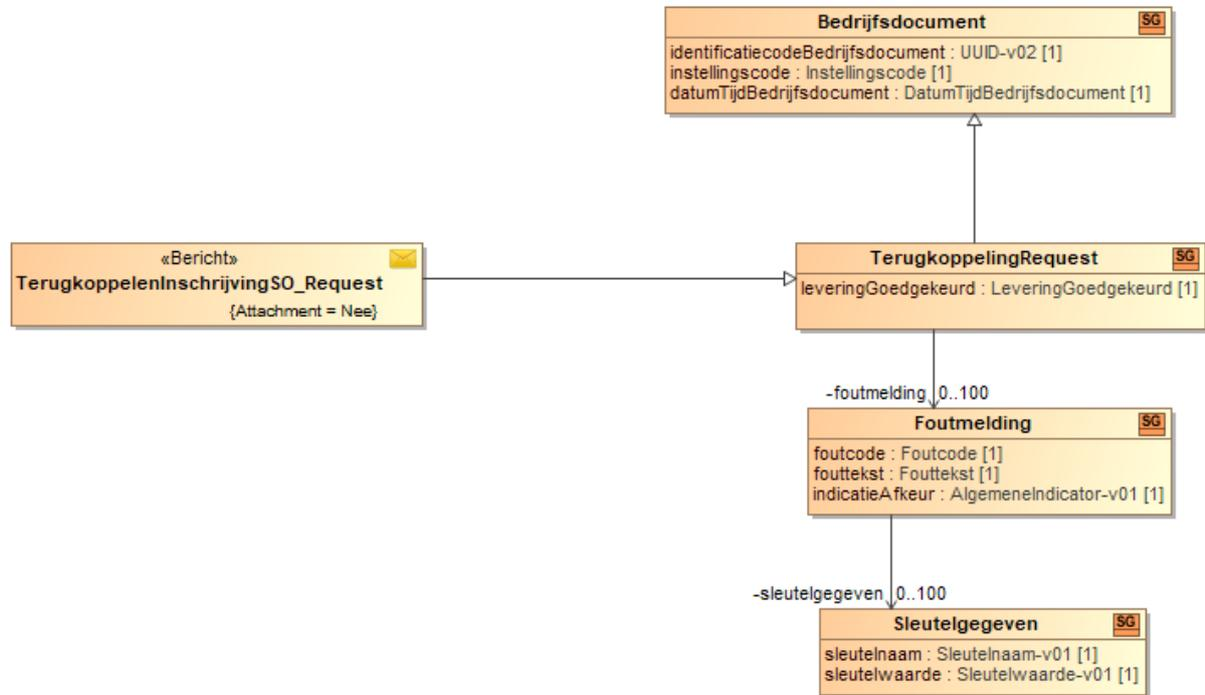 Bedrijfsdocument SG
identificatiecodeBedrijfsdocument : UUID-v02 [1]
instellingscode : Instellingscode [1]
datumTijdBedrijfsdocument : DatumTijdBedrijfsdocument [1]
«Bericht»
TerugkoppelenInschrijvingSO_Request
{Attachment = Nee}
TerugkoppelingRequest SG
leveringGoedgekeurd : LeveringGoedgekeurd [1]
-foutmelding 0..100
Foutmelding SG
foutcode : Foutcode [1]
fouttekst : Fouttekst [1]
indicatieAfkeur : AlgemeneIndicator-v01 [1]
-sleutelgegeven 0..100
Sleutelgegeven SG
sleutelnaam : Sleutelnaam-v01 [1]
sleutelwaarde : Sleutelwaarde-v01 [1]